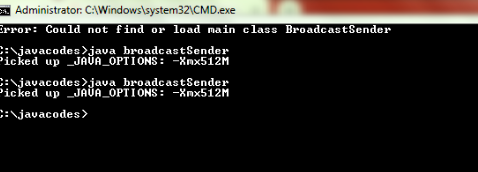 Administrator: C:\Windows\system32\CMD.exe
Error: Could not find or load main class BroadcastSender
C:\javacodes>java broadcastSender
Picked up _JAVA_OPTIONS: -Xmx512M
C:\javacodes>java broadcastSender
Picked up _JAVA_OPTIONS: -Xmx512M
C:\javacodes>